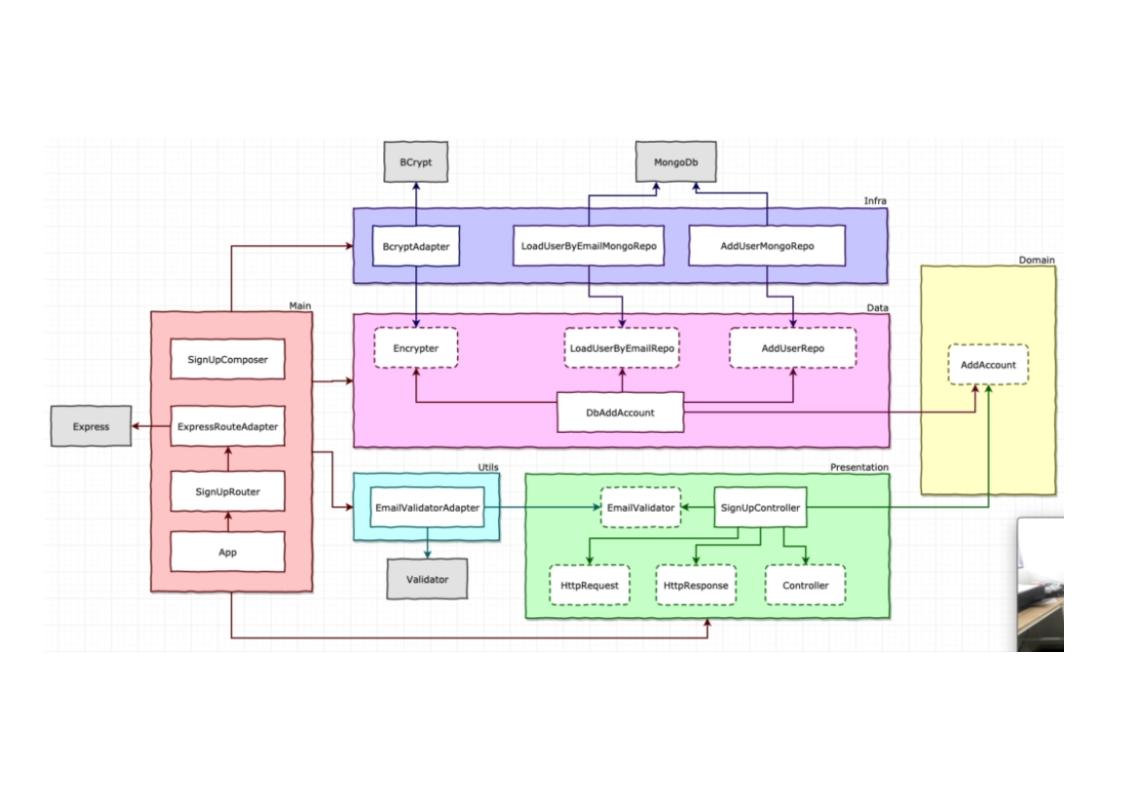 BCrypt
MongoDb
Infra
BcryptAdapter
LoadUserByEmailMongoRepo
AddUserMongoRepo
Domain
Main
Data
Encrypter
LoadUserByEmailRepo
AddUserRepo
SignUpComposer
AddAccount
DbAddAccount
Express
ExpressRouteAdapter
Utils
Presentation
SignUpRouter
EmailValidatorAdapter
EmailValidator
SignUpController
App
Validator
HttpRequest
HttpResponse
Controller